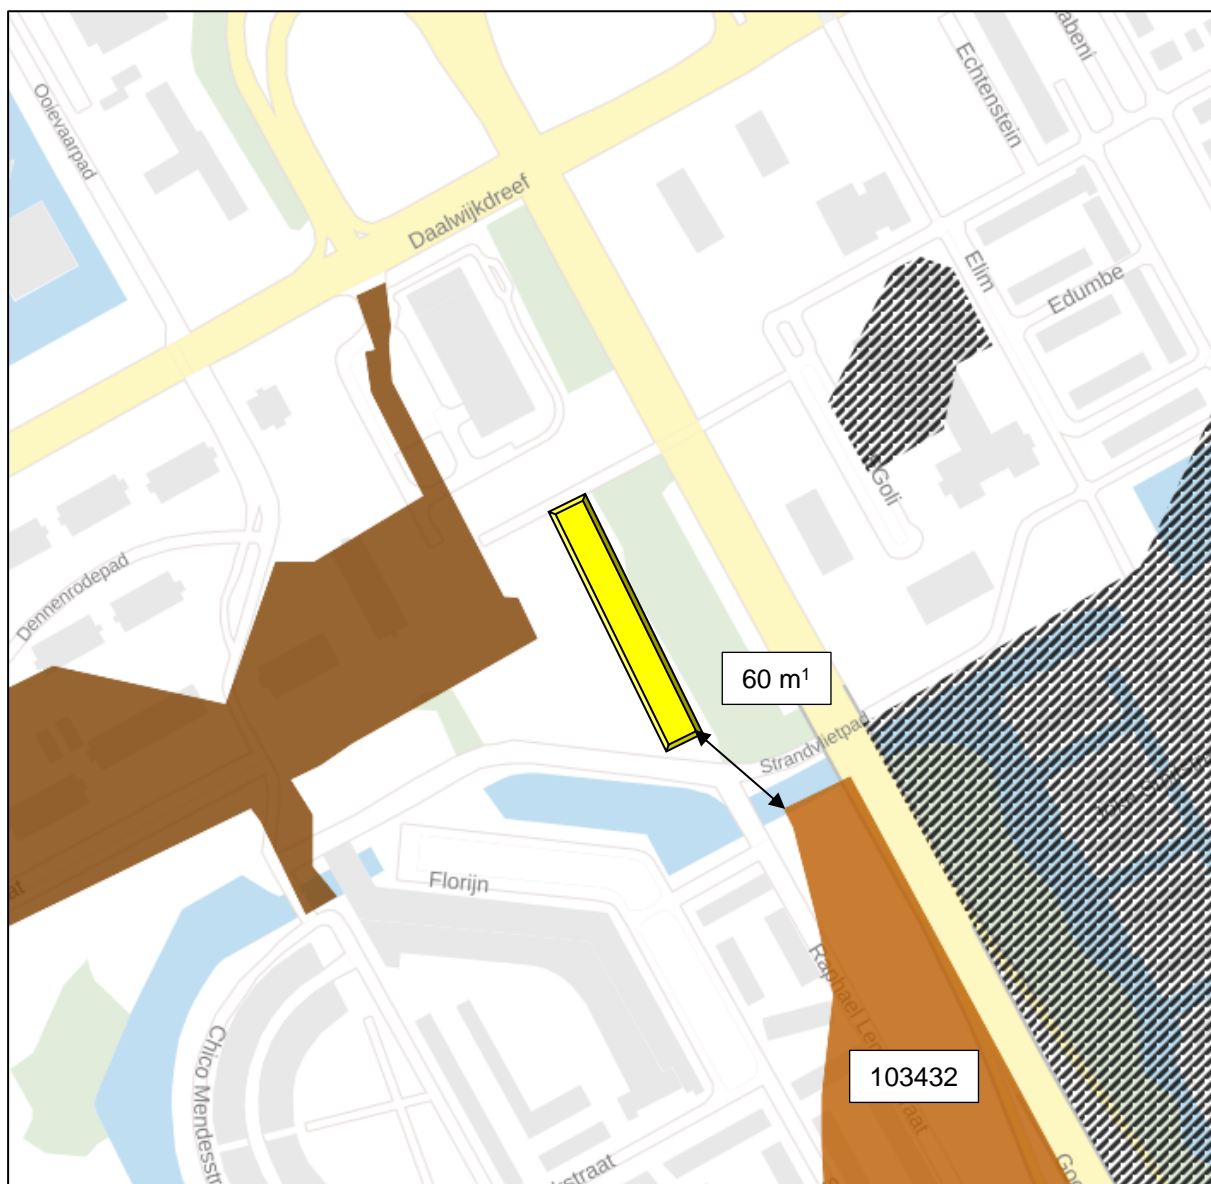 Ooievaarpad
Echtenstein
Daalwijkdreef
Elim
Edumbe
Goli
Dennenrodepad
60 m¹
Strandvlietpad
Florijn
103432
Chico Mendesstr